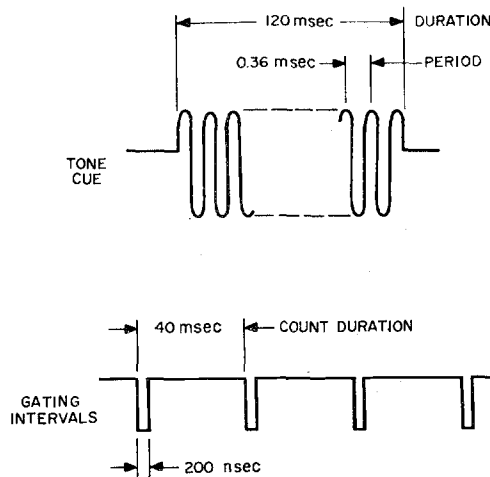 120 msec DURATION
0.36 msec PERIOD
TONE
CUE
40 msec COUNT DURATION
GATING
INTERVALS
200 nsec